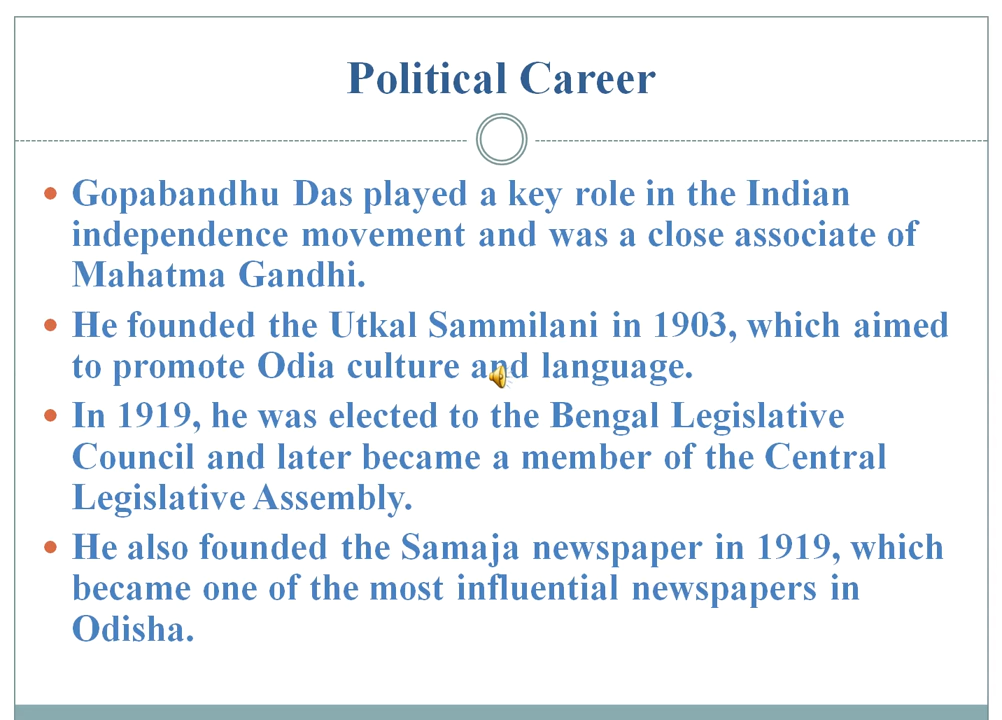 Political Career
Gopabandhu Das played a key role in the Indian
independence movement and was a close associate of
Mahatma Gandhi.
He founded the Utkal Sammilani in 1903, which aimed
to promote Odia culture and language.
In 1919, he was elected to the Bengal Legislative
Council and later became a member of the Central
Legislative Assembly.
He also founded the Samaja newspaper in 1919, which
became one of the most influential newspapers in
Odisha.